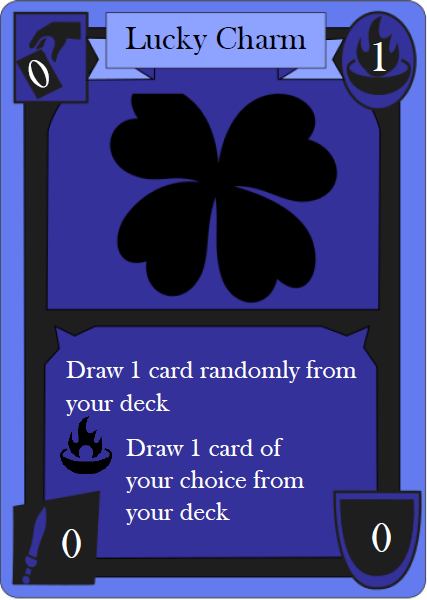 Lucky Charm
0
1
Draw 1 card randomly from
your deck
Draw 1 card of
your choice from
your deck
0
0